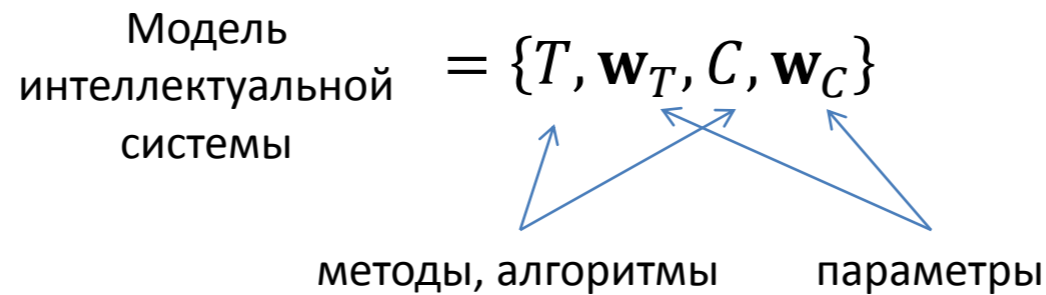 Модель
интеллектуальной
системы
= {T, w_T, C, w_C}
методы, алгоритмы
параметры